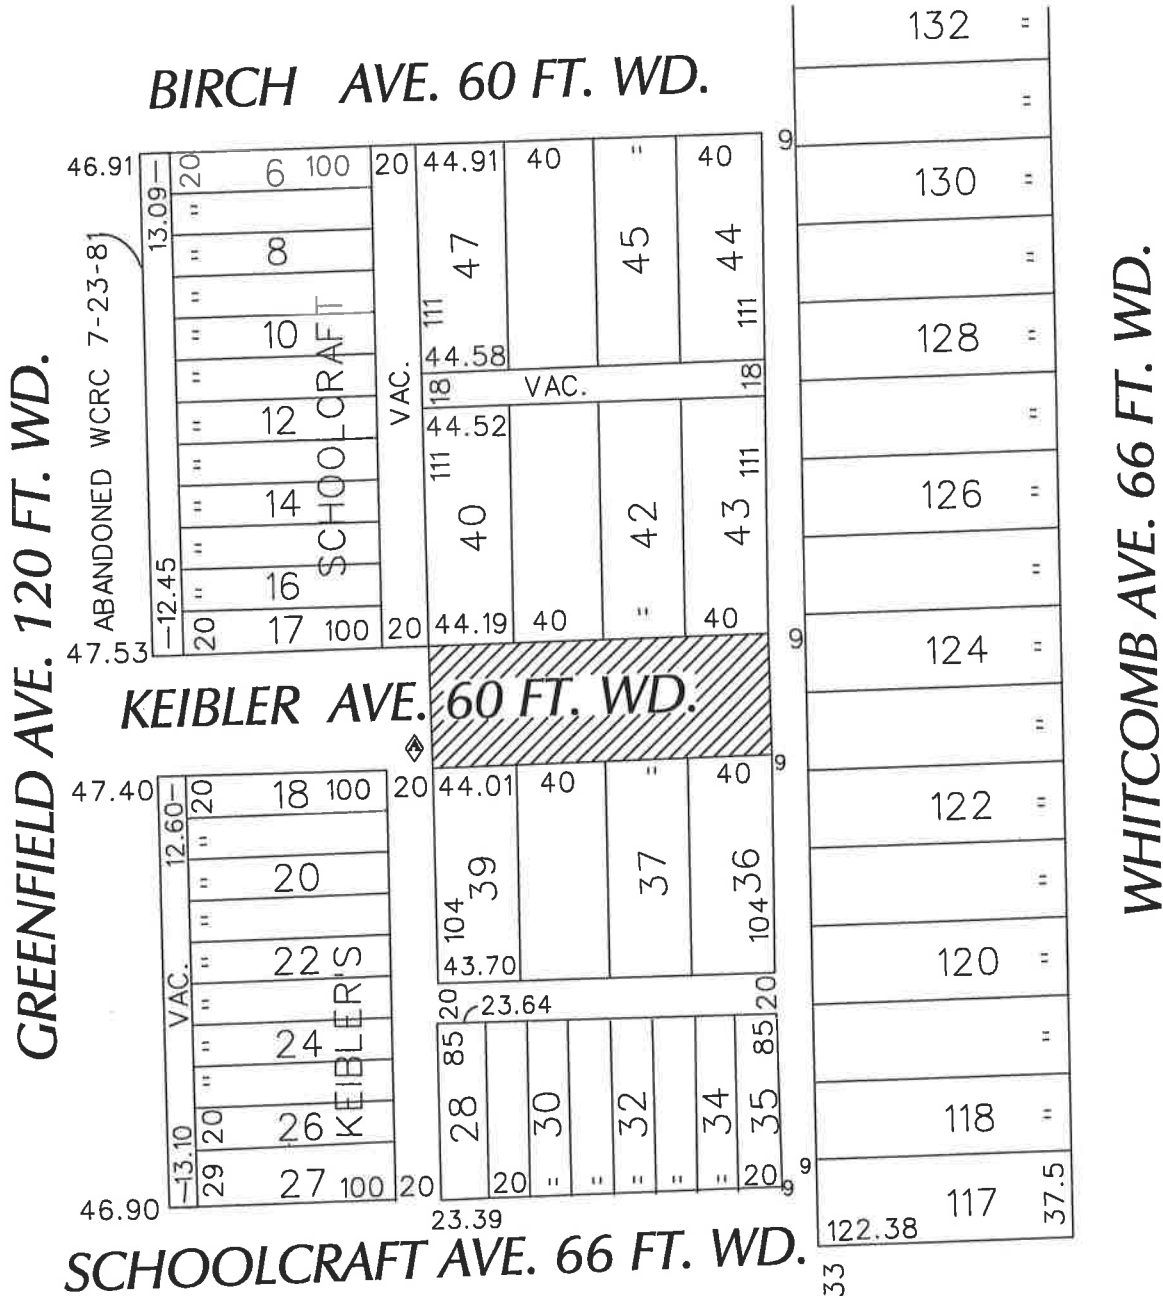 132 "
BIRCH AVE. 60 FT. WD.
"
9
46.91 20 6 100 20 44.91 40 " 40
130 "
13.09-
"
ABANDONED WCRC 7-23-81
" 8
47 45 44
"
"
111 111
" 10
128 "
44.58
"
18 VAC. 18
VAC.
" 12
44.52
"
"
111 111
" 14
126 "
SCHOOLCRAFT
40 42 43
"
-12.45
" 16
"
"
20 17 100 20 44.19 40 40
47.53
9
124 "
KEIBLER AVE. 60 FT. WD.
"
GREENFIELD AVE. 120 FT. WD.
WHITCOMB AVE. 66 FT. WD.
47.40 20 18 100 20 44.01 40 " 40 9
12.60-
122 "
"
" 20
39 37 36
"
"
104 104
" 22
43.70
120 "
VAC.
"
20 23.64 20
" 24
KEIBLER'S
85 85
"
"
20 26
28 30 32 34 35
118 "
-13.10
29 27 100 20
20 " " " " " 20 9
9
46.90
23.39
117 37.5
122.38
SCHOOLCRAFT AVE. 66 FT. WD.
33